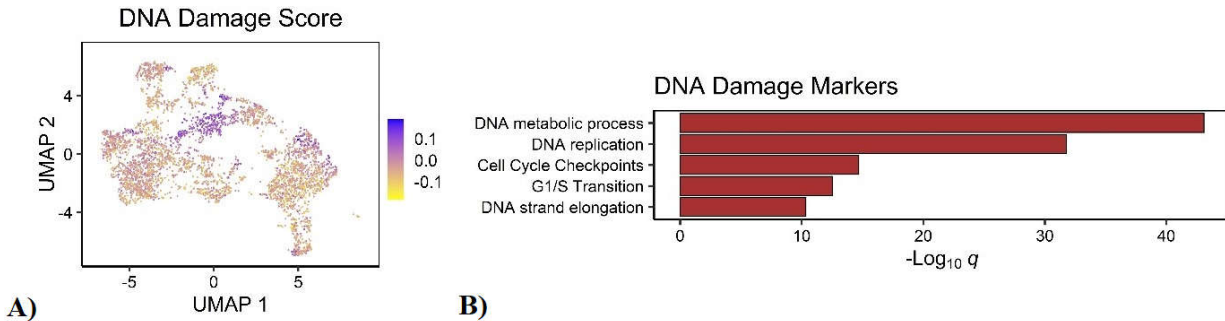 DNA Damage Score
4
0
-4
UMAP 2
-5
0
5
UMAP 1
0.1
0.0
-0.1
A)
DNA Damage Markers
DNA metabolic process
DNA replication
Cell Cycle Checkpoints
G1/S Transition
DNA strand elongation
0
10
20
30
40
-Log₁₀ q
B)